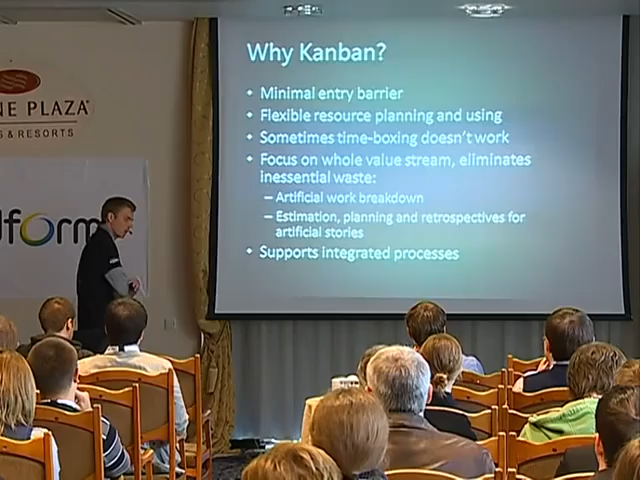 NE PLAZA
S & RESORTS
form
Why Kanban?
• Minimal entry barrier
• Flexible resource planning and using
• Sometimes time-boxing doesn't work
• Focus on whole value stream, eliminates
inessential waste:
– Artificial work breakdown
– Estimation, planning and retrospectives for
artificial stories
• Supports integrated processes